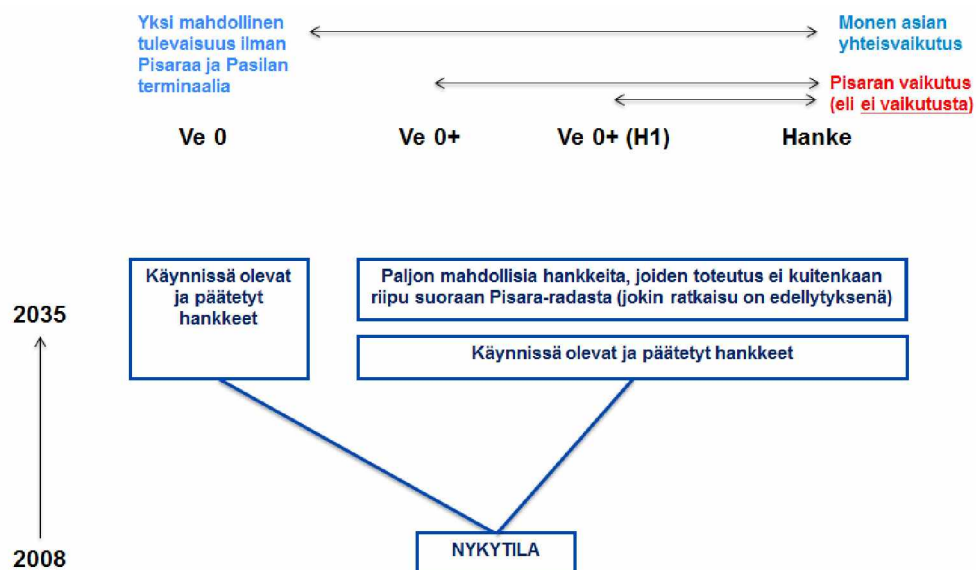 Yksi mahdollinen
tulevaisuus ilman
Pisaraa ja Pasilan
terminaalia
Monen asian
yhteisvaikutus
Pisaran vaikutus
(eli ei vaikutusta)
Ve 0
Ve 0+
Ve 0+ (H1)
Hanke
Käynnissä olevat
ja päätetyt
hankkeet
Paljon mahdollisia hankkeita, joiden toteutus ei kuitenkaan
riipu suoraan Pisara-radasta (jokin ratkaisu on edellytyksenä)
Käynnissä olevat ja päätetyt hankkeet
2035
2008
NYKYTILA